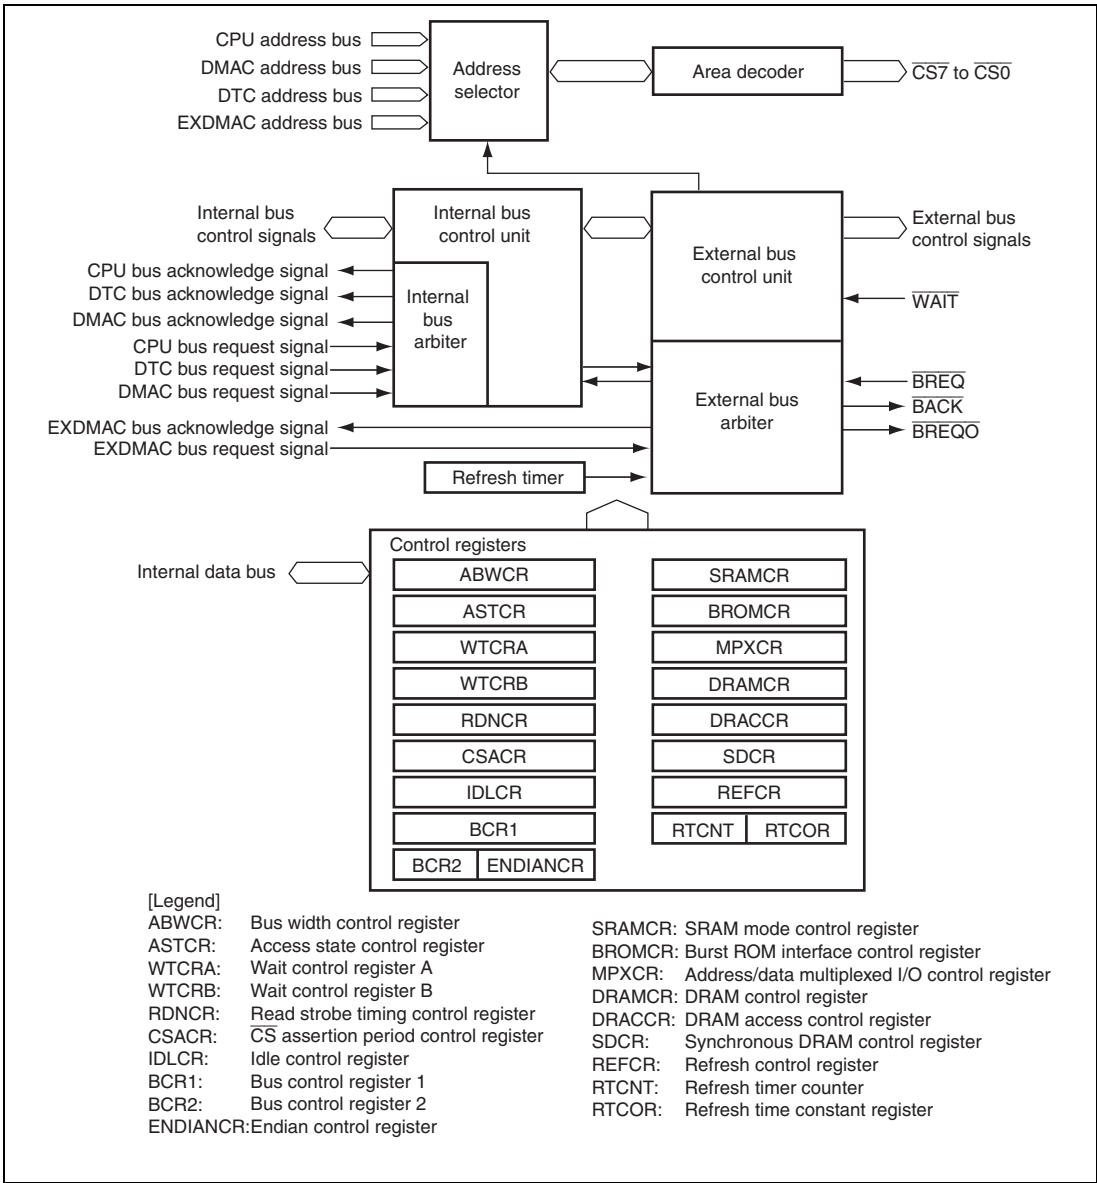 CPU address bus
DMAC address bus
DTC address bus
EXDMAC address bus
Address
selector
Area decoder
CS7 to CS0
Internal bus
control signals
Internal bus
control unit
External bus
control unit
External bus
control signals
CPU bus acknowledge signal
DTC bus acknowledge signal
DMAC bus acknowledge signal
CPU bus request signal
DTC bus request signal
DMAC bus request signal
Internal
bus
arbiter
WAIT
External bus
arbiter
BREQ
BACK
BREQO
EXDMAC bus acknowledge signal
EXDMAC bus request signal
Refresh timer
Internal data bus
Control registers
ABWCR
ASTCR
WTCRA
WTCRB
RDNCR
CSACR
IDLCR
BCR1
BCR2 ENDIANCR
SRAMCR
BROMCR
MPXCR
DRAMCR
DRACCR
SDCR
REFCR
RTCNT RTCOR
[Legend]
ABWCR: Bus width control register
ASTCR: Access state control register
WTCRA: Wait control register A
WTCRB: Wait control register B
RDNCR: Read strobe timing control register
CSACR: CS assertion period control register
IDLCR: Idle control register
BCR1: Bus control register 1
BCR2: Bus control register 2
ENDIANCR:Endian control register
SRAMCR: SRAM mode control register
BROMCR: Burst ROM interface control register
MPXCR: Address/data multiplexed I/O control register
DRAMCR: DRAM control register
DRACCR: DRAM access control register
SDCR: Synchronous DRAM control register
REFCR: Refresh control register
RTCNT: Refresh timer counter
RTCOR: Refresh time constant register